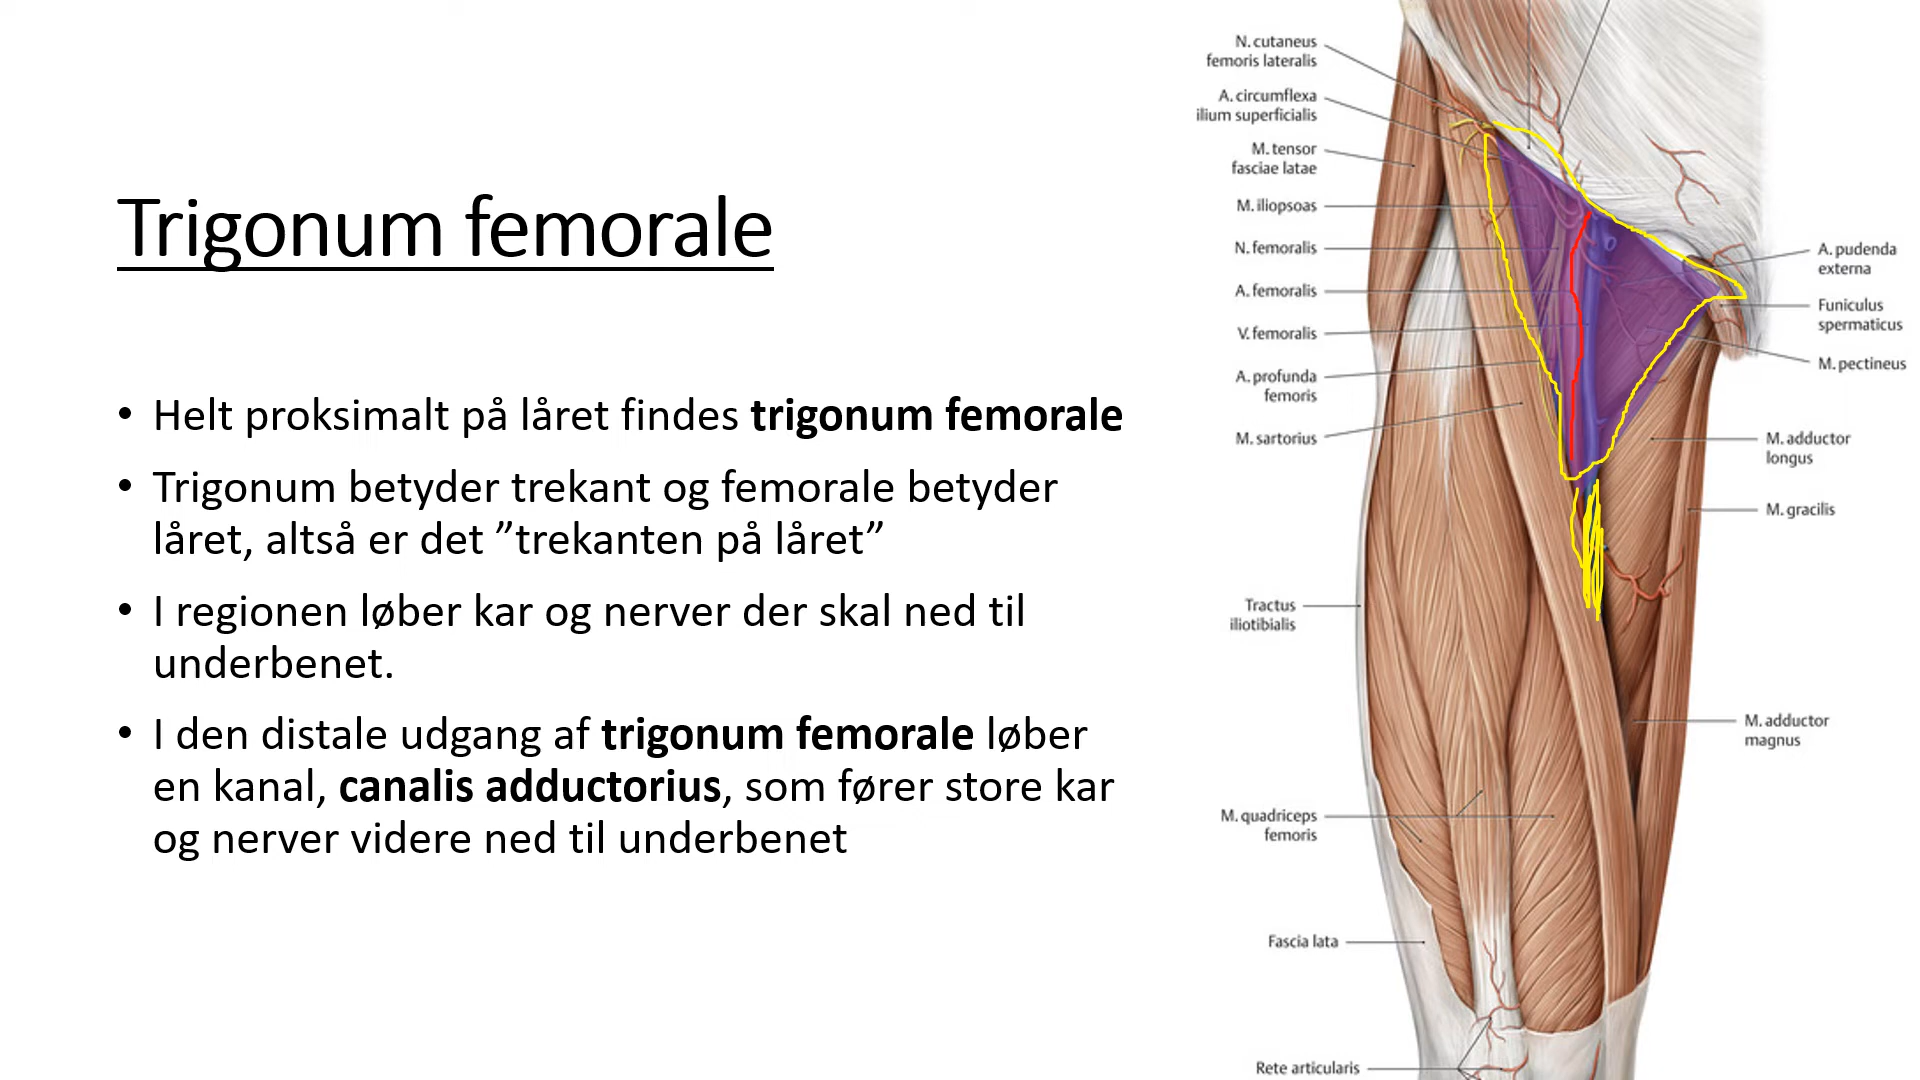 Trigonum femorale
• Helt proksimalt på låret findes trigonum femorale
• Trigonum betyder trekant og femorale betyder
låret, altså er det ”trekanten på låret”
• I regionen løber kar og nerver der skal ned til
underbenet.
• I den distale udgang af trigonum femorale løber
en kanal, canalis adductorius, som fører store kar
og nerver videre ned til underbenet
N. cutaneus
femoris lateralis
A. circumflexa
ilium superficialis
M. tensor
fasciae latae
M. iliopsoas
N. femoralis
A. femoralis
V. femoralis
A. profunda
femoris
M. sartorius
Tractus
iliotibialis
M. quadriceps
femoris
Fascia lata
Rete articularis
A. pudenda
externa
Funiculus
spermaticus
M. pectineus
M. adductor
longus
M. gracilis
M. adductor
magnus